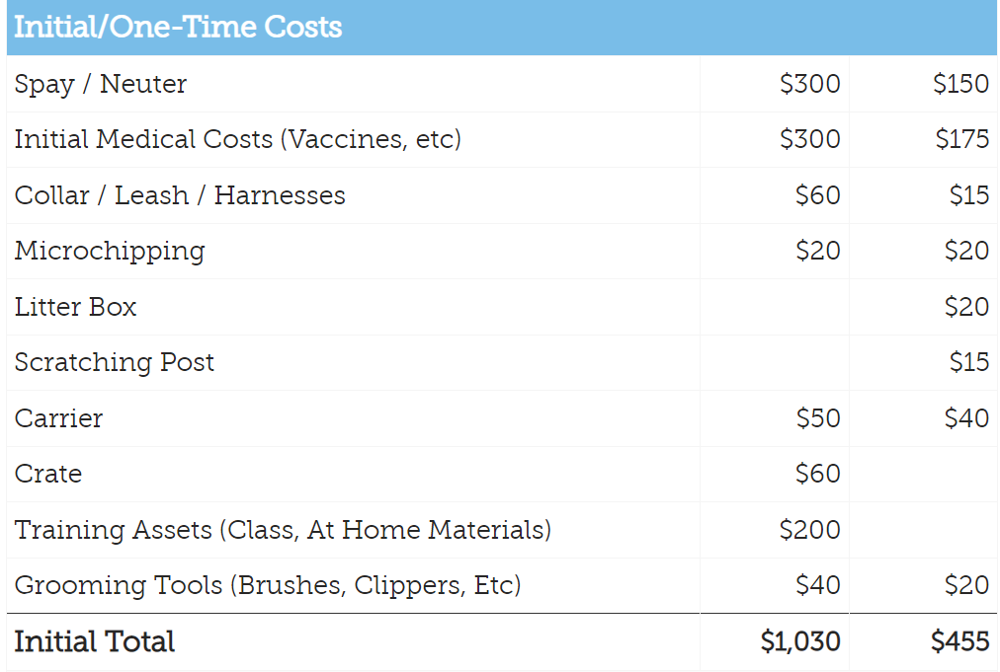 Initial/One-Time Costs
Spay / Neuter $300 $150
Initial Medical Costs (Vaccines, etc) $300 $175
Collar / Leash / Harnesses $60 $15
Microchipping $20 $20
Litter Box $20
Scratching Post $15
Carrier $50 $40
Crate $60
Training Assets (Class, At Home Materials) $200
Grooming Tools (Brushes, Clippers, Etc) $40 $20
Initial Total $1,030 $455